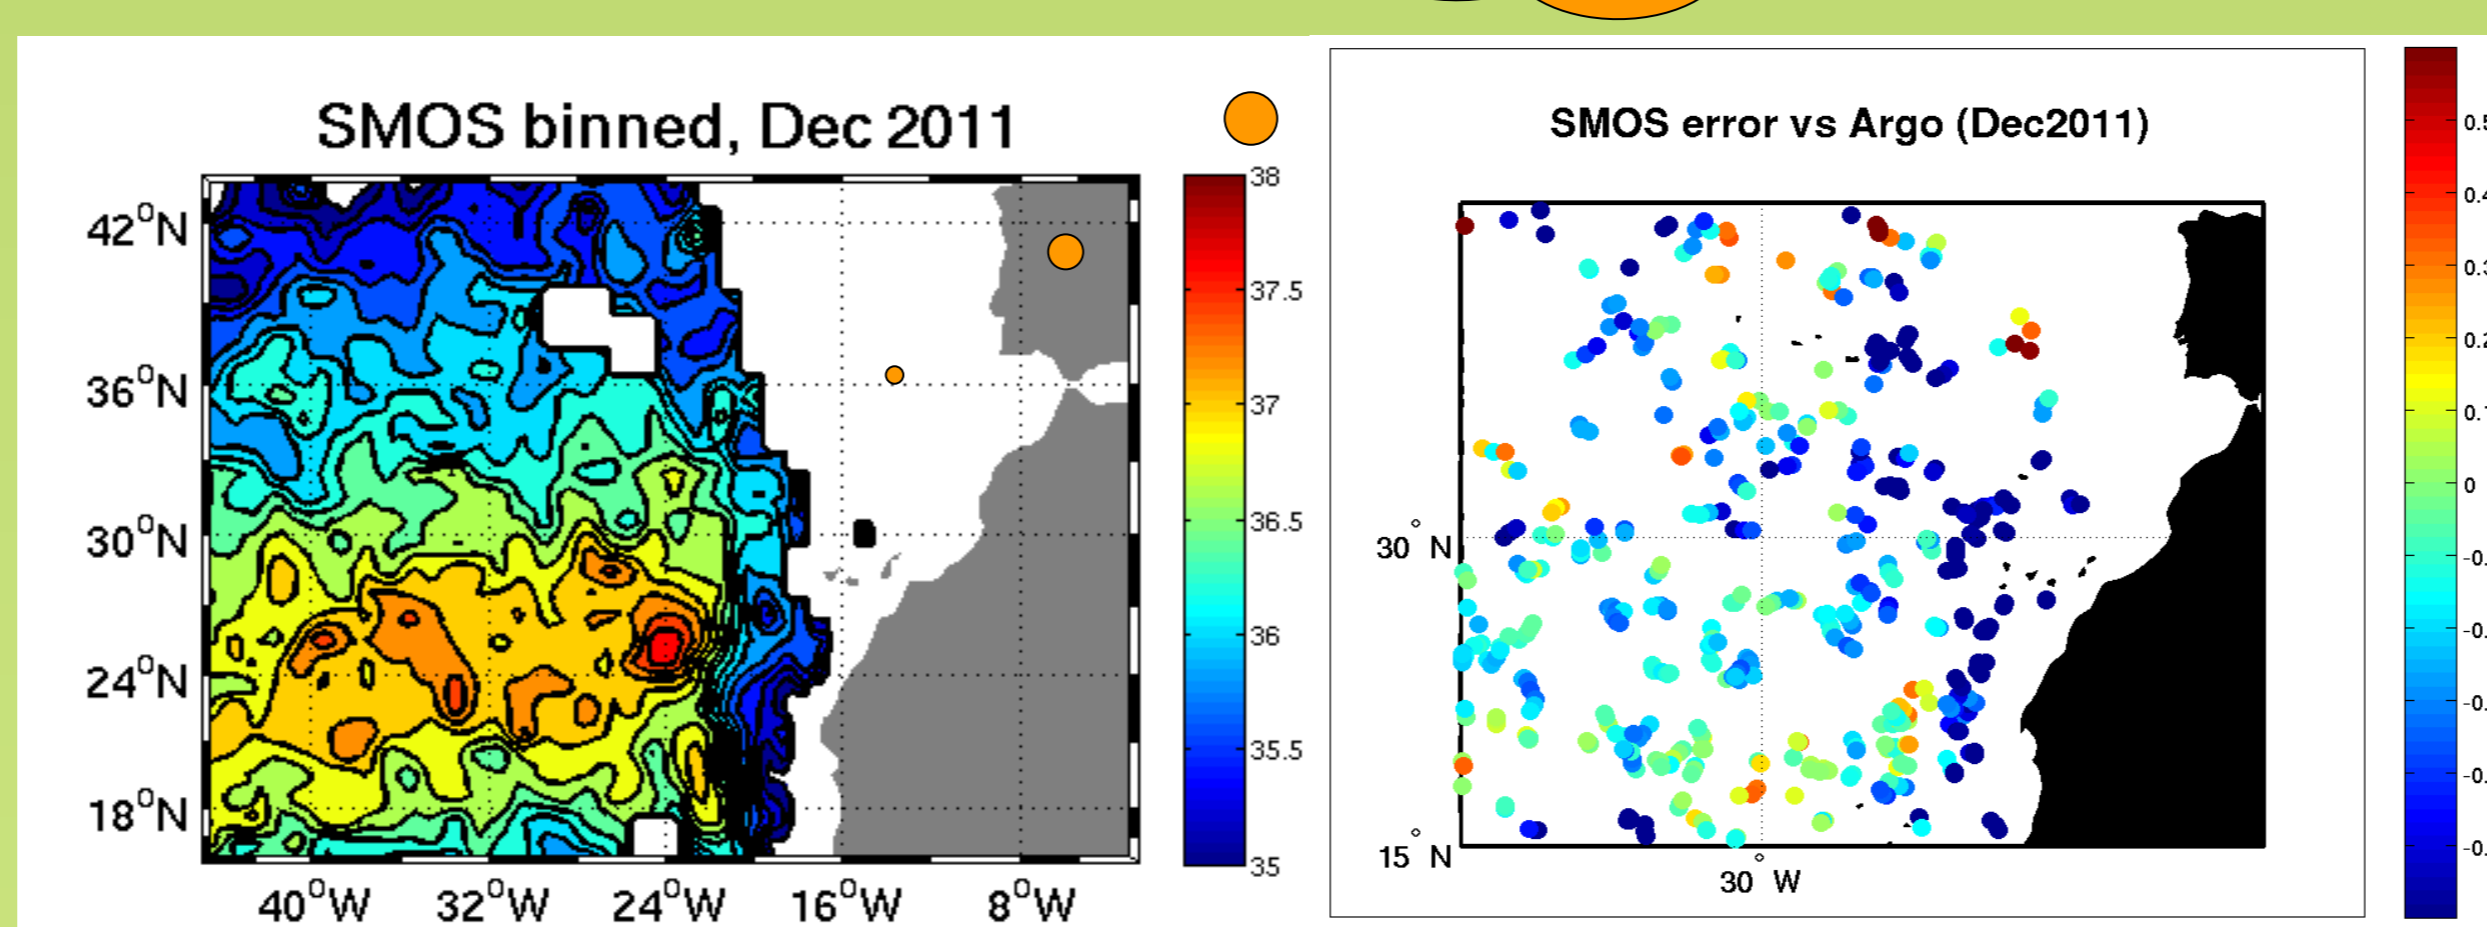 SMOS binned, Dec 2011
42°N
36°N
30°N
24°N
18°N
40°W 32°W 24°W 16°W 8°W
38
37.5
37
36.5
36
35.5
35
SMOS error vs Argo (Dec2011)
30° N
15° N
30° W
0